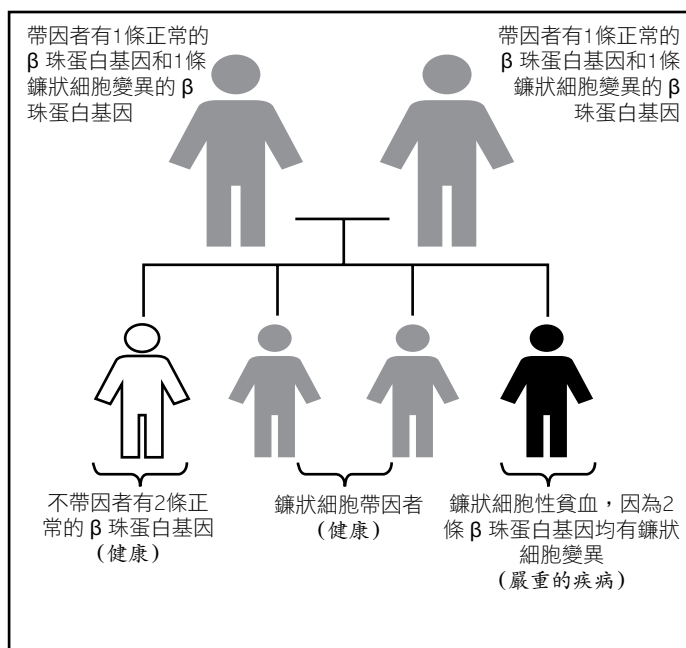 帶因者有1條正常的
β 珠蛋白基因和1條
鐮狀細胞變異的 β
珠蛋白基因
帶因者有1條正常的
β 珠蛋白基因和1條
鐮狀細胞變異的 β
珠蛋白基因
不帶因者有2條正
常的 β 珠蛋白基因
(健康)
鐮狀細胞帶因者
(健康)
鐮狀細胞性貧血，因為2
條 β 珠蛋白基因均有鐮狀
細胞變異
(嚴重的疾病)